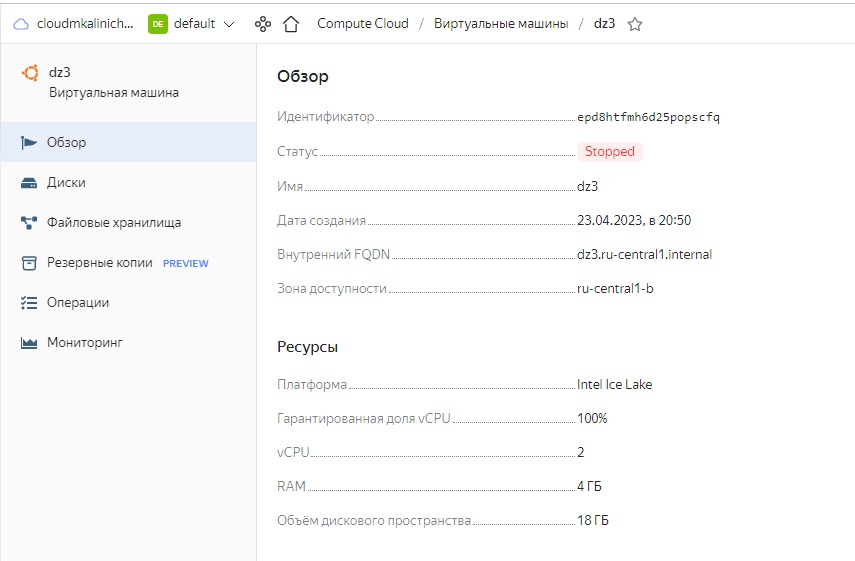 cloudmkalinich... DE default Compute Cloud / Виртуальные машины / dz3
dz3
Виртуальная машина
Обзор
Диски
Файловые хранилища
Резервные копии PREVIEW
Операции
Мониторинг
Обзор
Идентификатор epd8htfmh6d25popscfq
Статус Stopped
Имя dz3
Дата создания 23.04.2023, в 20:50
Внутренний FQDN dz3.ru-central1.internal
Зона доступности ru-central1-b
Ресурсы
Платформа Intel Ice Lake
Гарантированная доля vCPU 100%
vCPU 2
RAM 4 ГБ
Объём дискового пространства 18 ГБ